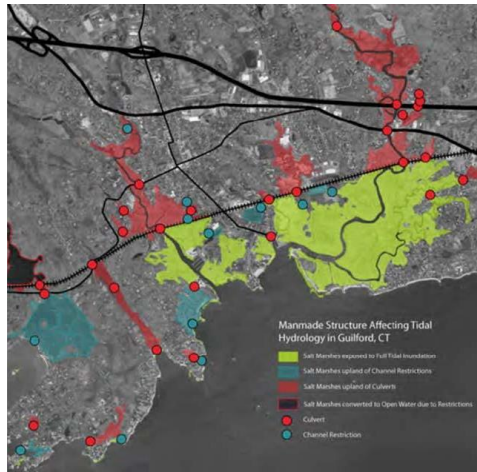 Manmade Structure Affecting Tidal
Hydrology in Guilford, CT
Salt Marshes exposed to Full Tidal Inundation
Salt Marshes upland of Channel Restrictions
Salt Marshes upland of Culverts
Salt Marshes converted to Open Water due to Restrictions
Culvert
Channel Restriction